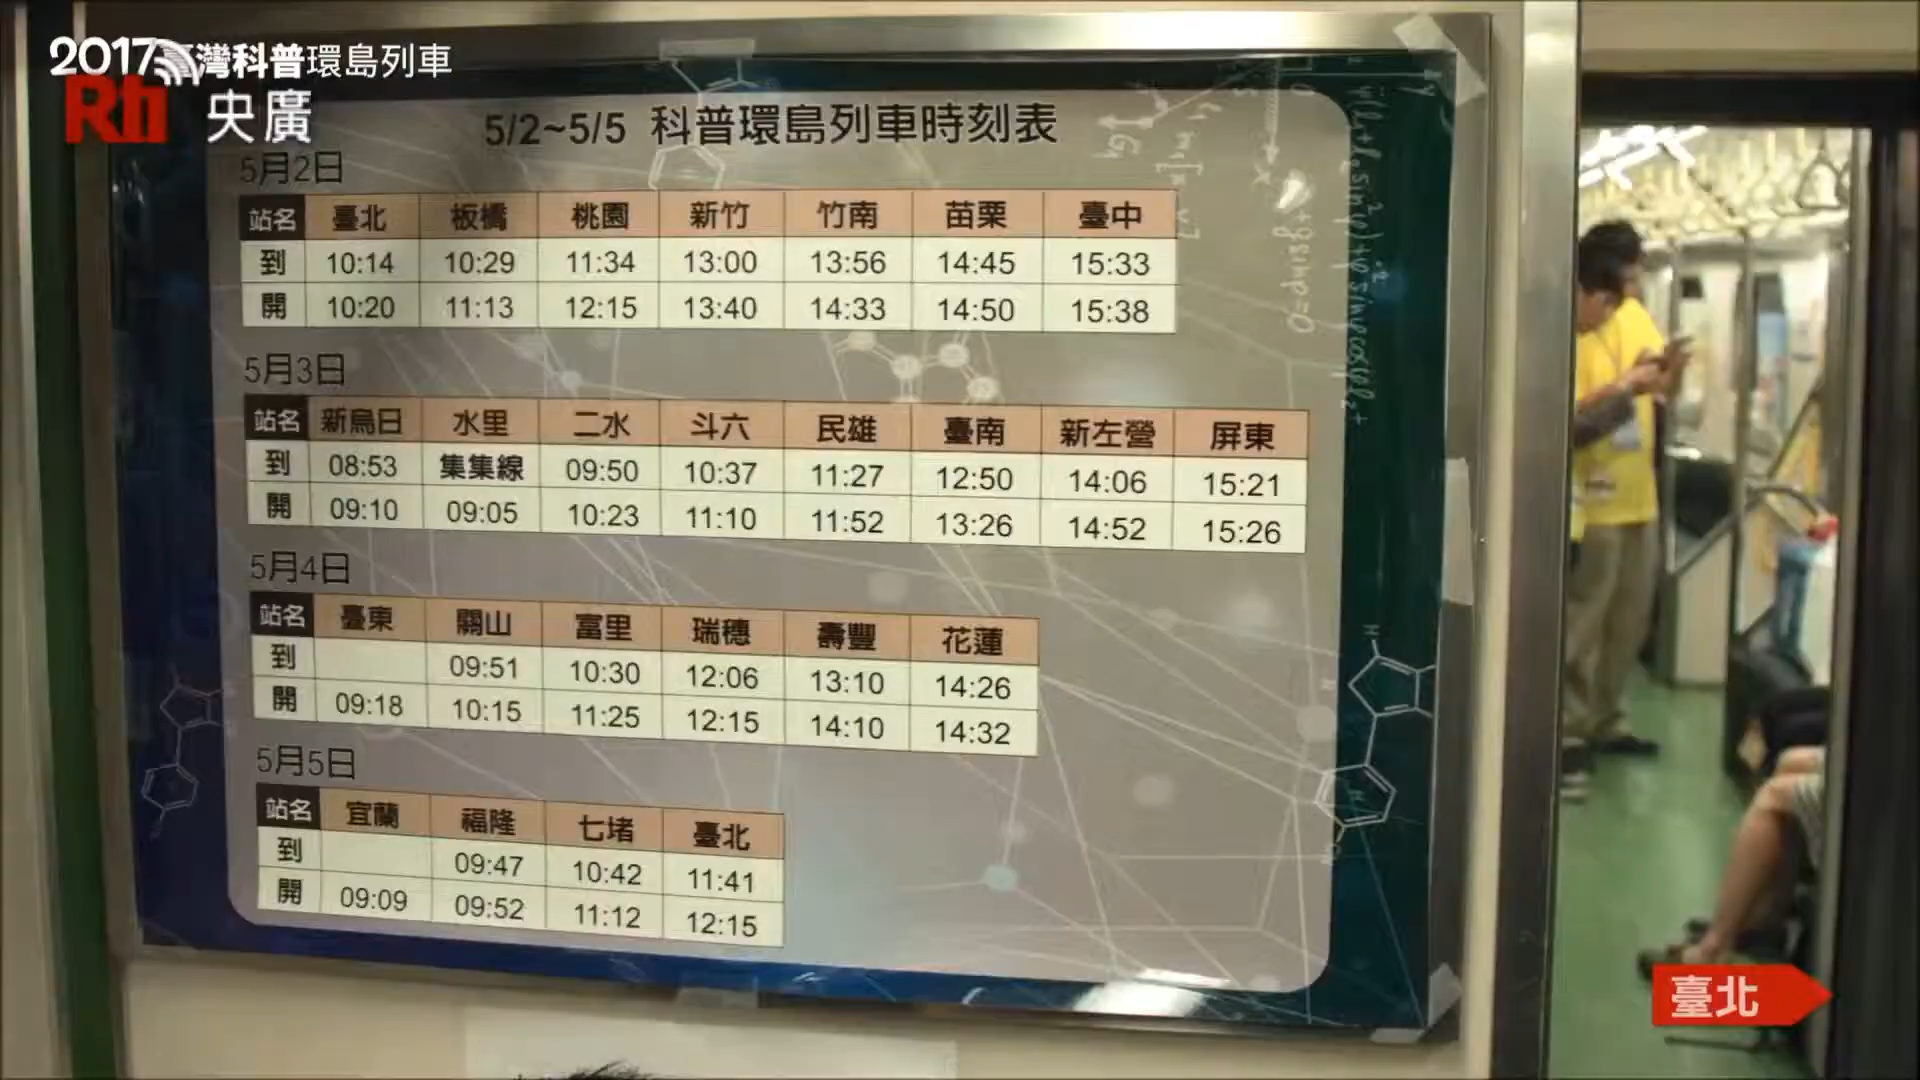 2017臺灣科普環島列車
Rti 央廣
5/2~5/5 科普環島列車時刻表
5月2日
站名 臺北 板橋 桃園 新竹 竹南 苗栗 臺中
到 10:14 10:29 11:34 13:00 13:56 14:45 15:33
開 10:20 11:13 12:15 13:40 14:33 14:50 15:38
5月3日
站名 新烏日 水里 二水 斗六 民雄 臺南 新左營 屏東
到 08:53 集集線 09:50 10:37 11:27 12:50 14:06 15:21
開 09:10 09:05 10:23 11:10 11:52 13:26 14:52 15:26
5月4日
站名 臺東 關山 富里 瑞穗 壽豐 花蓮
到 09:51 10:30 12:06 13:10 14:26
開 09:18 10:15 11:25 12:15 14:10 14:32
5月5日
站名 宜蘭 福隆 七堵 臺北
到 09:47 10:42 11:41
開 09:09 09:52 11:12 12:15
臺北